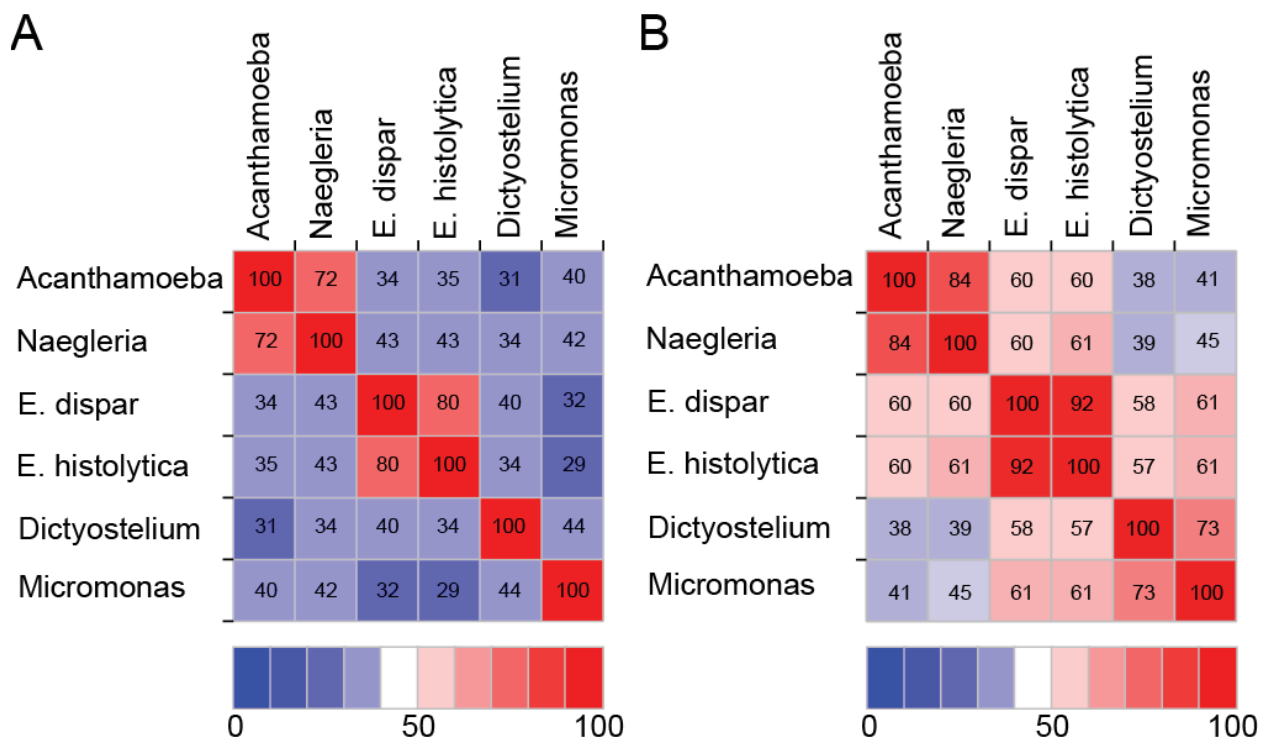 A
Acanthamoeba Naegleria E. dispar E. histolytica Dictyostelium Micromonas
Acanthamoeba 100 72 34 35 31 40
Naegleria 72 100 43 43 34 42
E. dispar 34 43 100 80 40 32
E. histolytica 35 43 80 100 34 29
Dictyostelium 31 34 40 34 100 44
Micromonas 40 42 32 29 44 100
0 50 100
B
Acanthamoeba Naegleria E. dispar E. histolytica Dictyostelium Micromonas
Acanthamoeba 100 84 60 60 38 41
Naegleria 84 100 60 61 39 45
E. dispar 60 60 100 92 58 61
E. histolytica 60 61 92 100 57 61
Dictyostelium 38 39 58 57 100 73
Micromonas 41 45 61 61 73 100
0 50 100